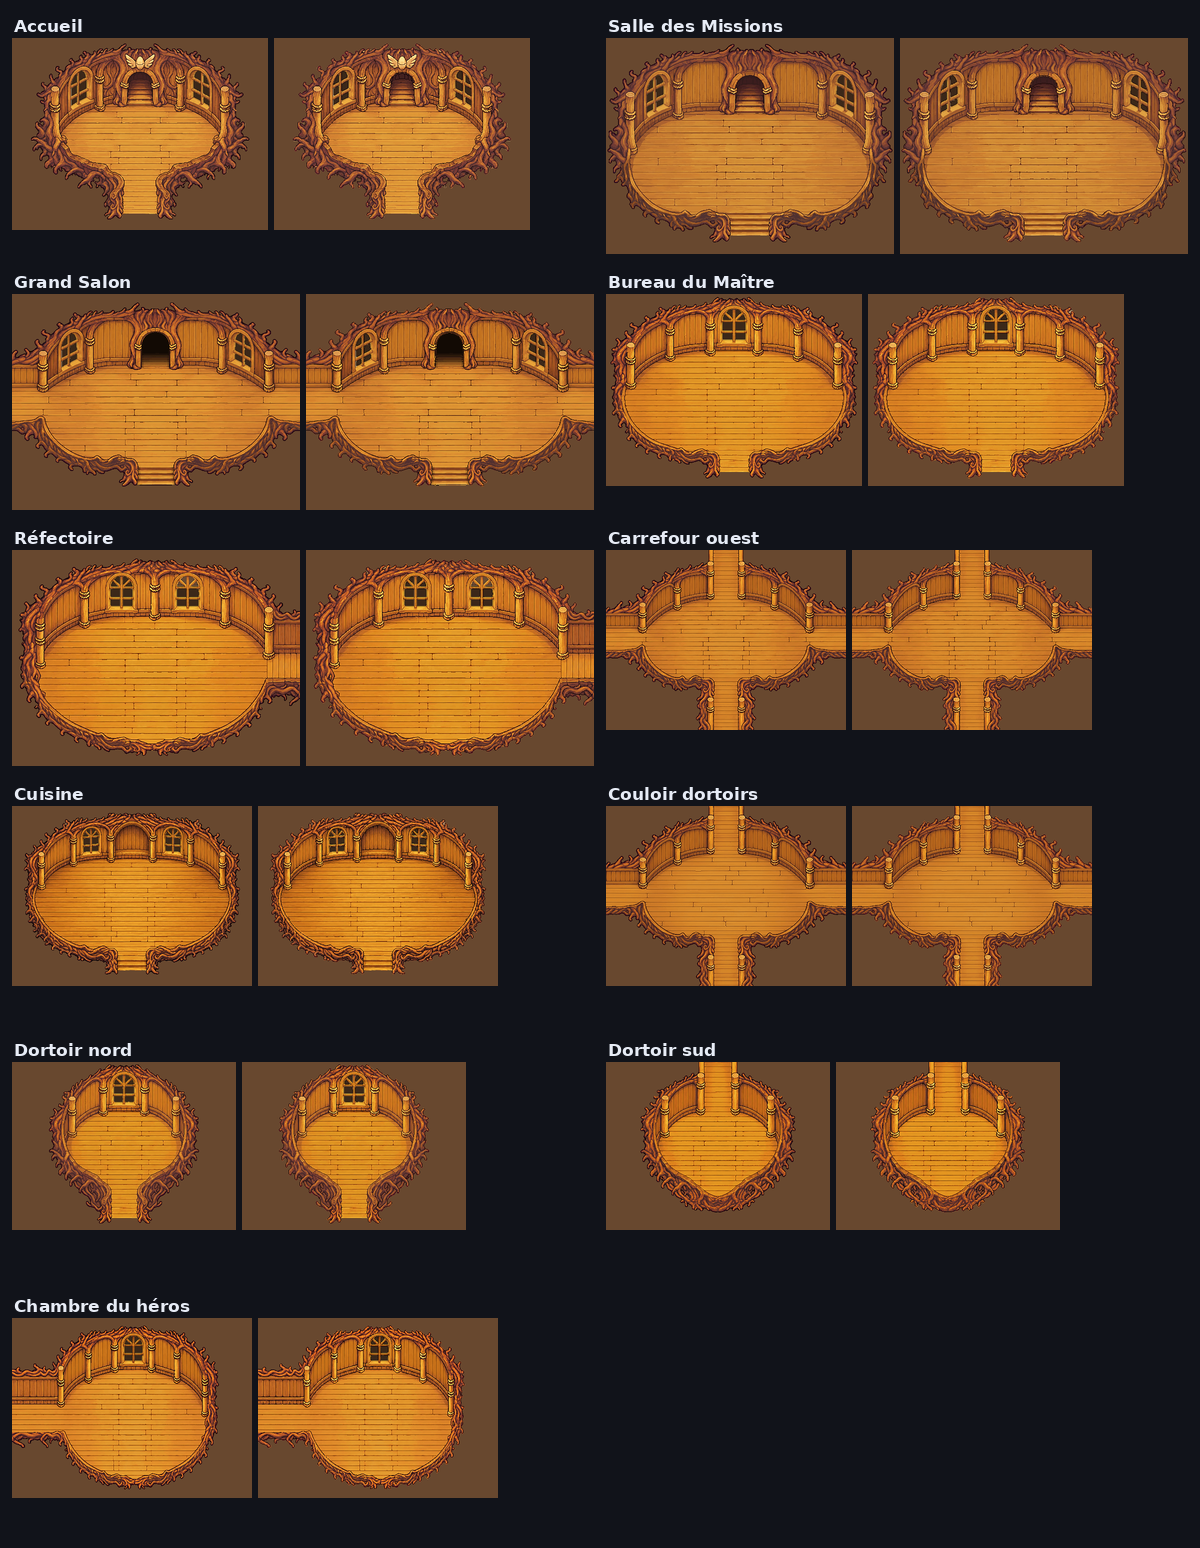 Accueil
Salle des Missions
Grand Salon
Bureau du Maître
Réfectoire
Carrefour ouest
Cuisine
Couloir dortoirs
Dortoir nord
Dortoir sud
Chambre du héros